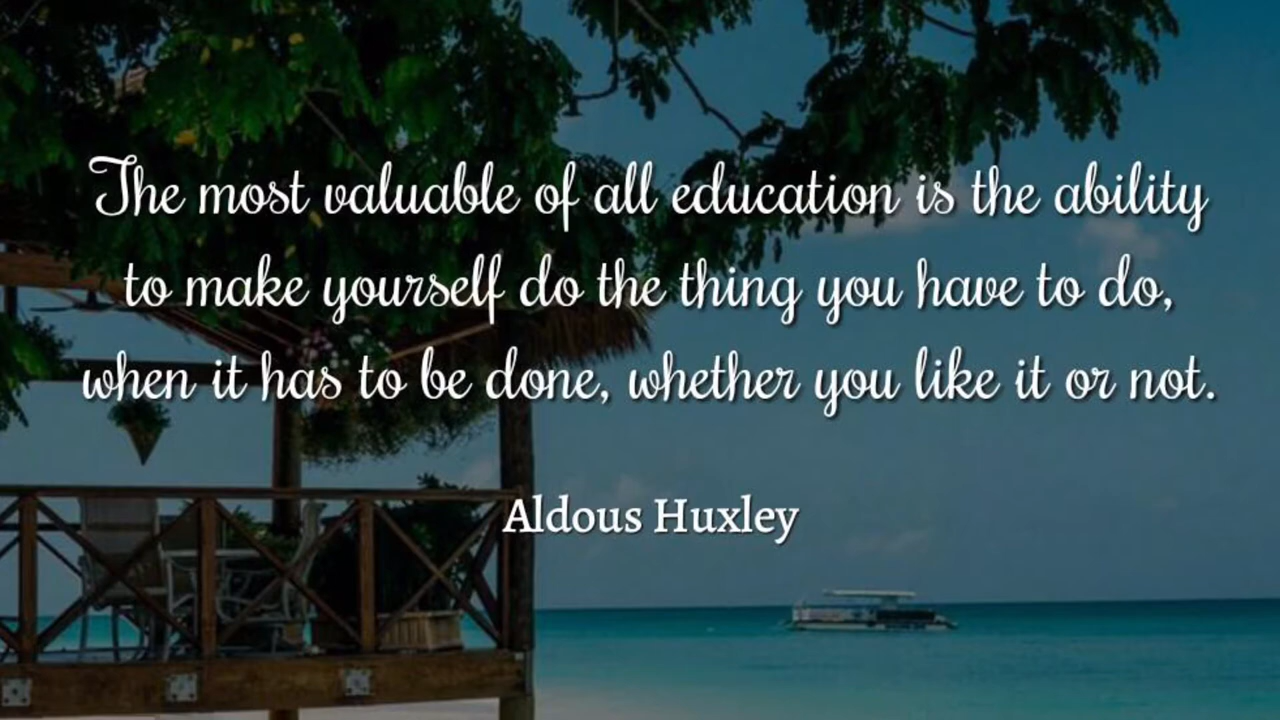 The most valuable of all education is the ability
to make yourself do the thing you have to do,
when it has to be done, whether you like it or not.
Aldous Huxley